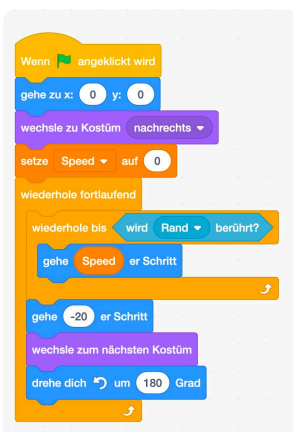 Wenn angeklickt wird
gehe zu x: 0 y: 0
wechsle zu Kostüm nachrechts
setze Speed auf 0
wiederhole fortlaufend
wiederhole bis wird Rand berührt?
gehe Speed er Schritt
gehe -20 er Schritt
wechsle zum nächsten Kostüm
drehe dich um 180 Grad